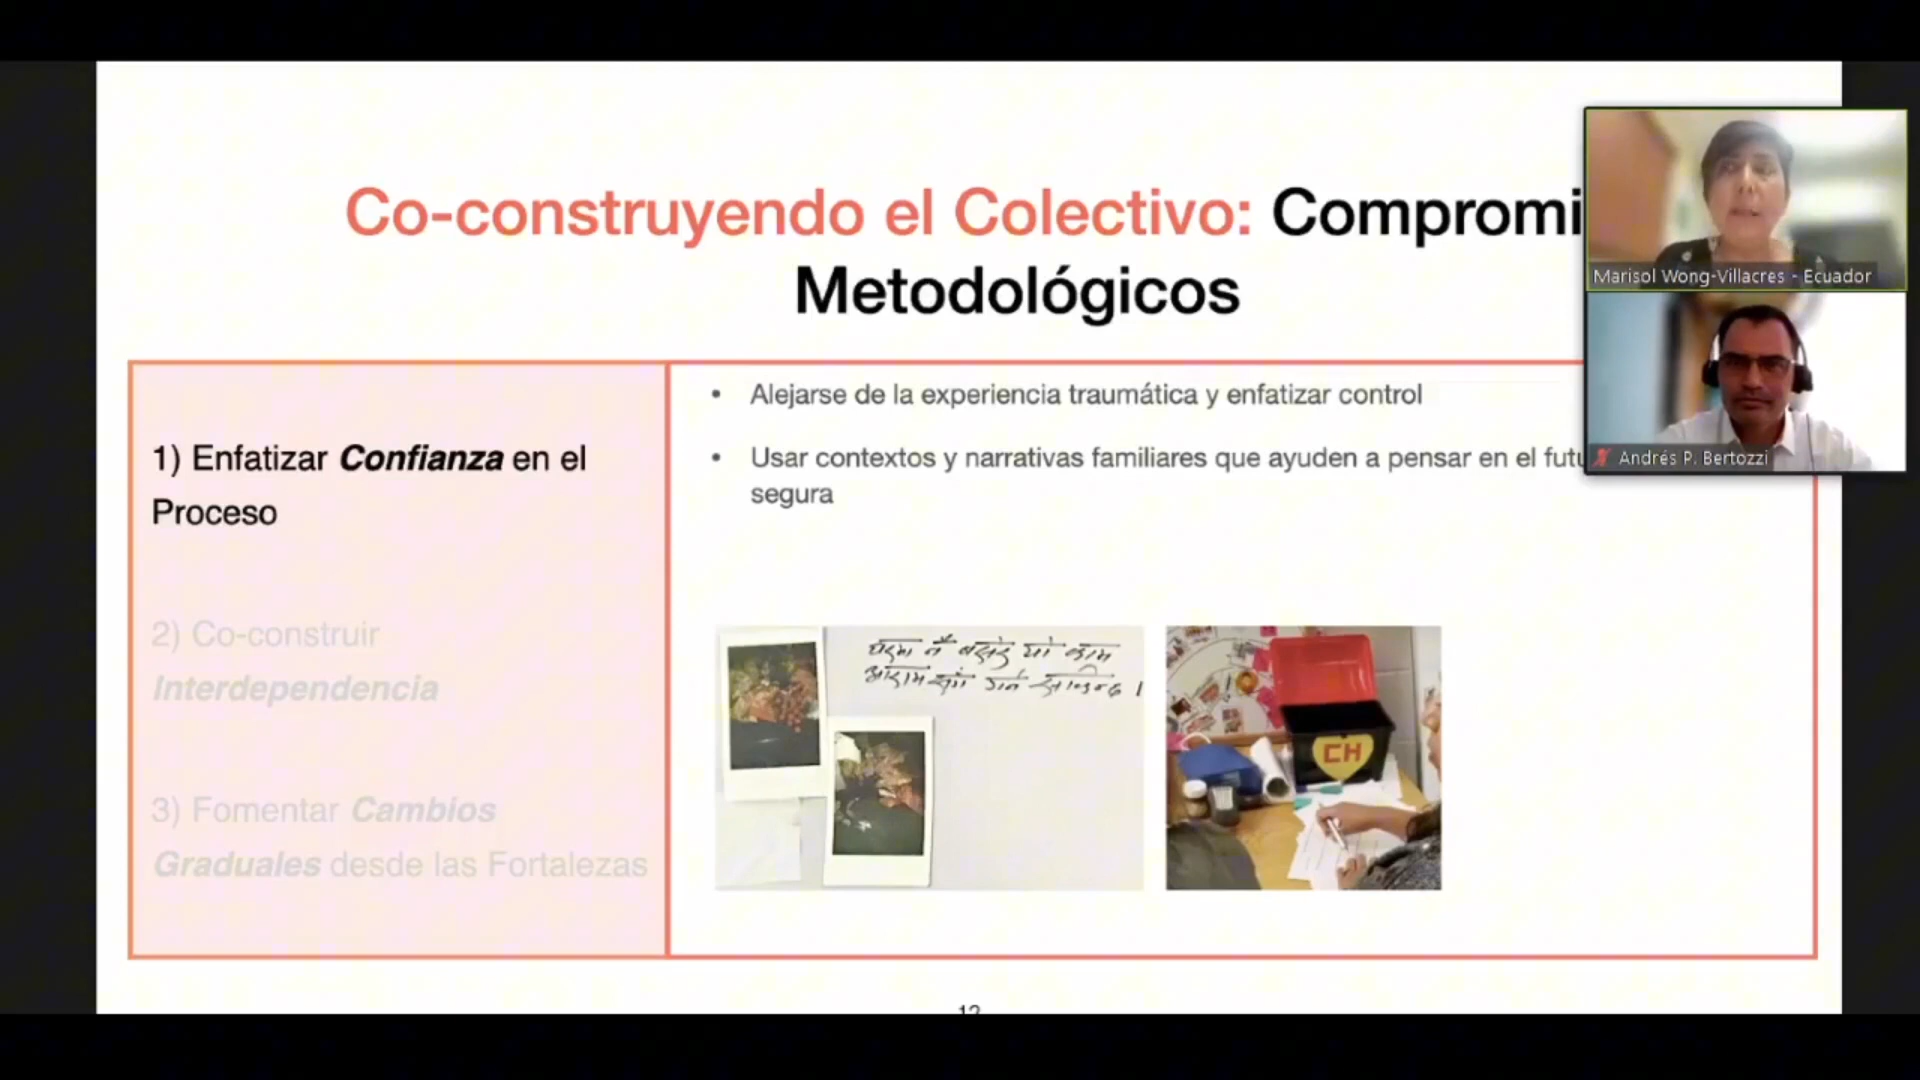 Co-construyendo el Colectivo: Compromi
Metodológicos
1) Enfatizar Confianza en el
Proceso
2) Co-construir
Interdependencia
3) Fomentar Cambios
Graduales desde las Fortalezas
• Alejarse de la experiencia traumática y enfatizar control
• Usar contextos y narrativas familiares que ayuden a pensar en el futu
segura
CH
12
Marisol Wong-Villacres - Ecuador
Andrés P. Bertozzi